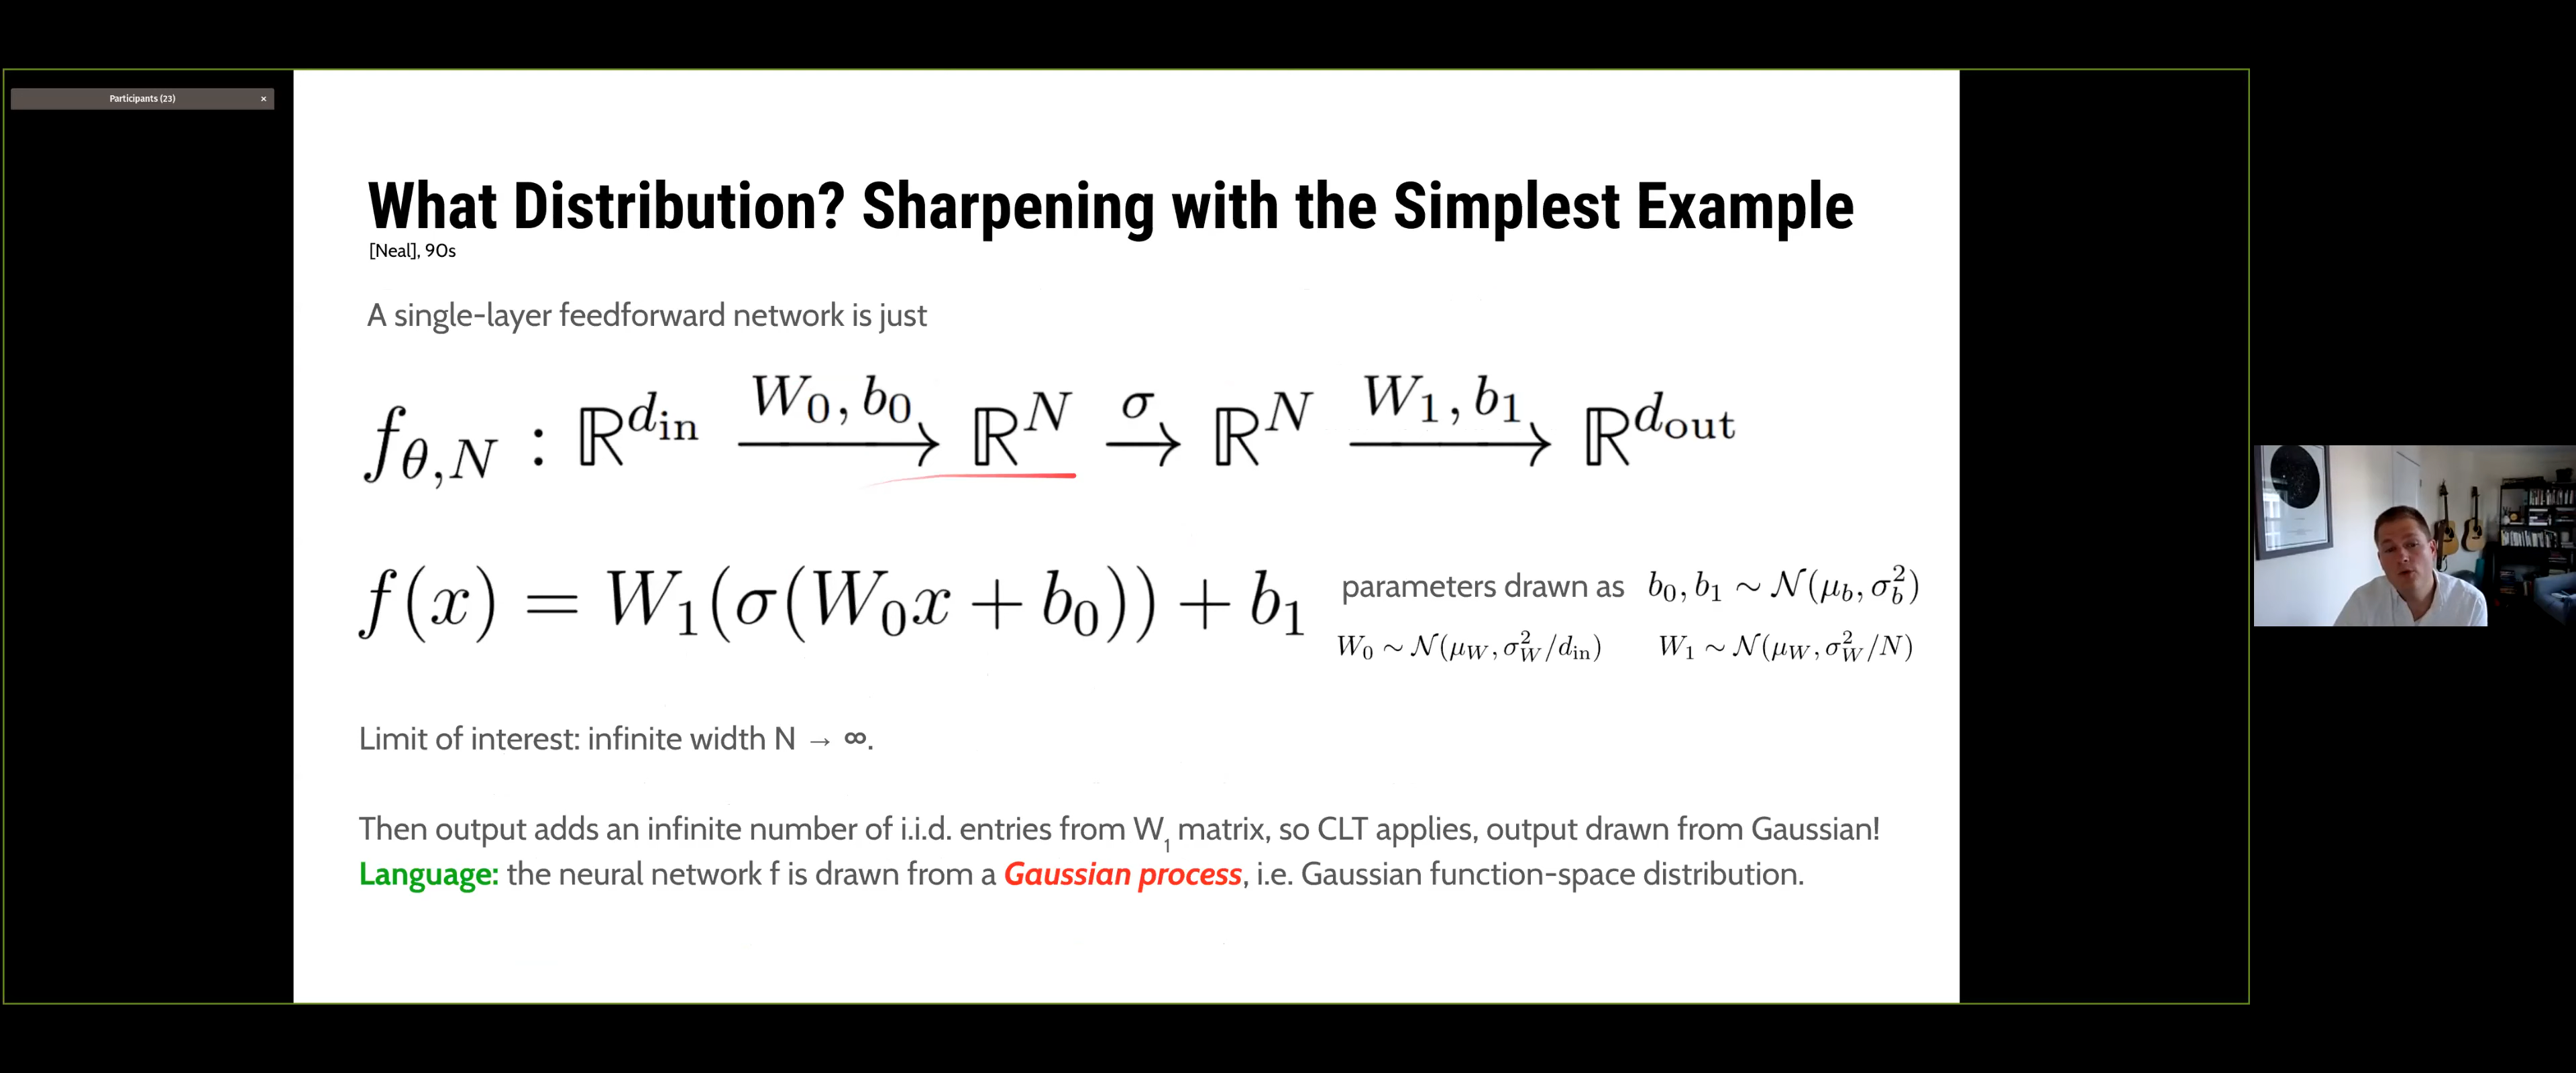 Participants (23)
×
What Distribution? Sharpening with the Simplest Example
[Neal], 90s
A single-layer feedforward network is just
f_{θ,N} : ℝ^{d_in} \xrightarrow{W_0, b_0} ℝ^N \xrightarrow{σ} ℝ^N \xrightarrow{W_1, b_1} ℝ^{d_out}
f(x) = W_1(σ(W_0x + b_0)) + b_1
parameters drawn as b_0, b_1 ~ 𝒩(μ_b, σ_b^2)
W_0 ~ 𝒩(μ_W, σ_W^2/d_in) W_1 ~ 𝒩(μ_W, σ_W^2/N)
Limit of interest: infinite width N → ∞.
Then output adds an infinite number of i.i.d. entries from W_1 matrix, so CLT applies, output drawn from Gaussian!
Language: the neural network f is drawn from a Gaussian process, i.e. Gaussian function-space distribution.